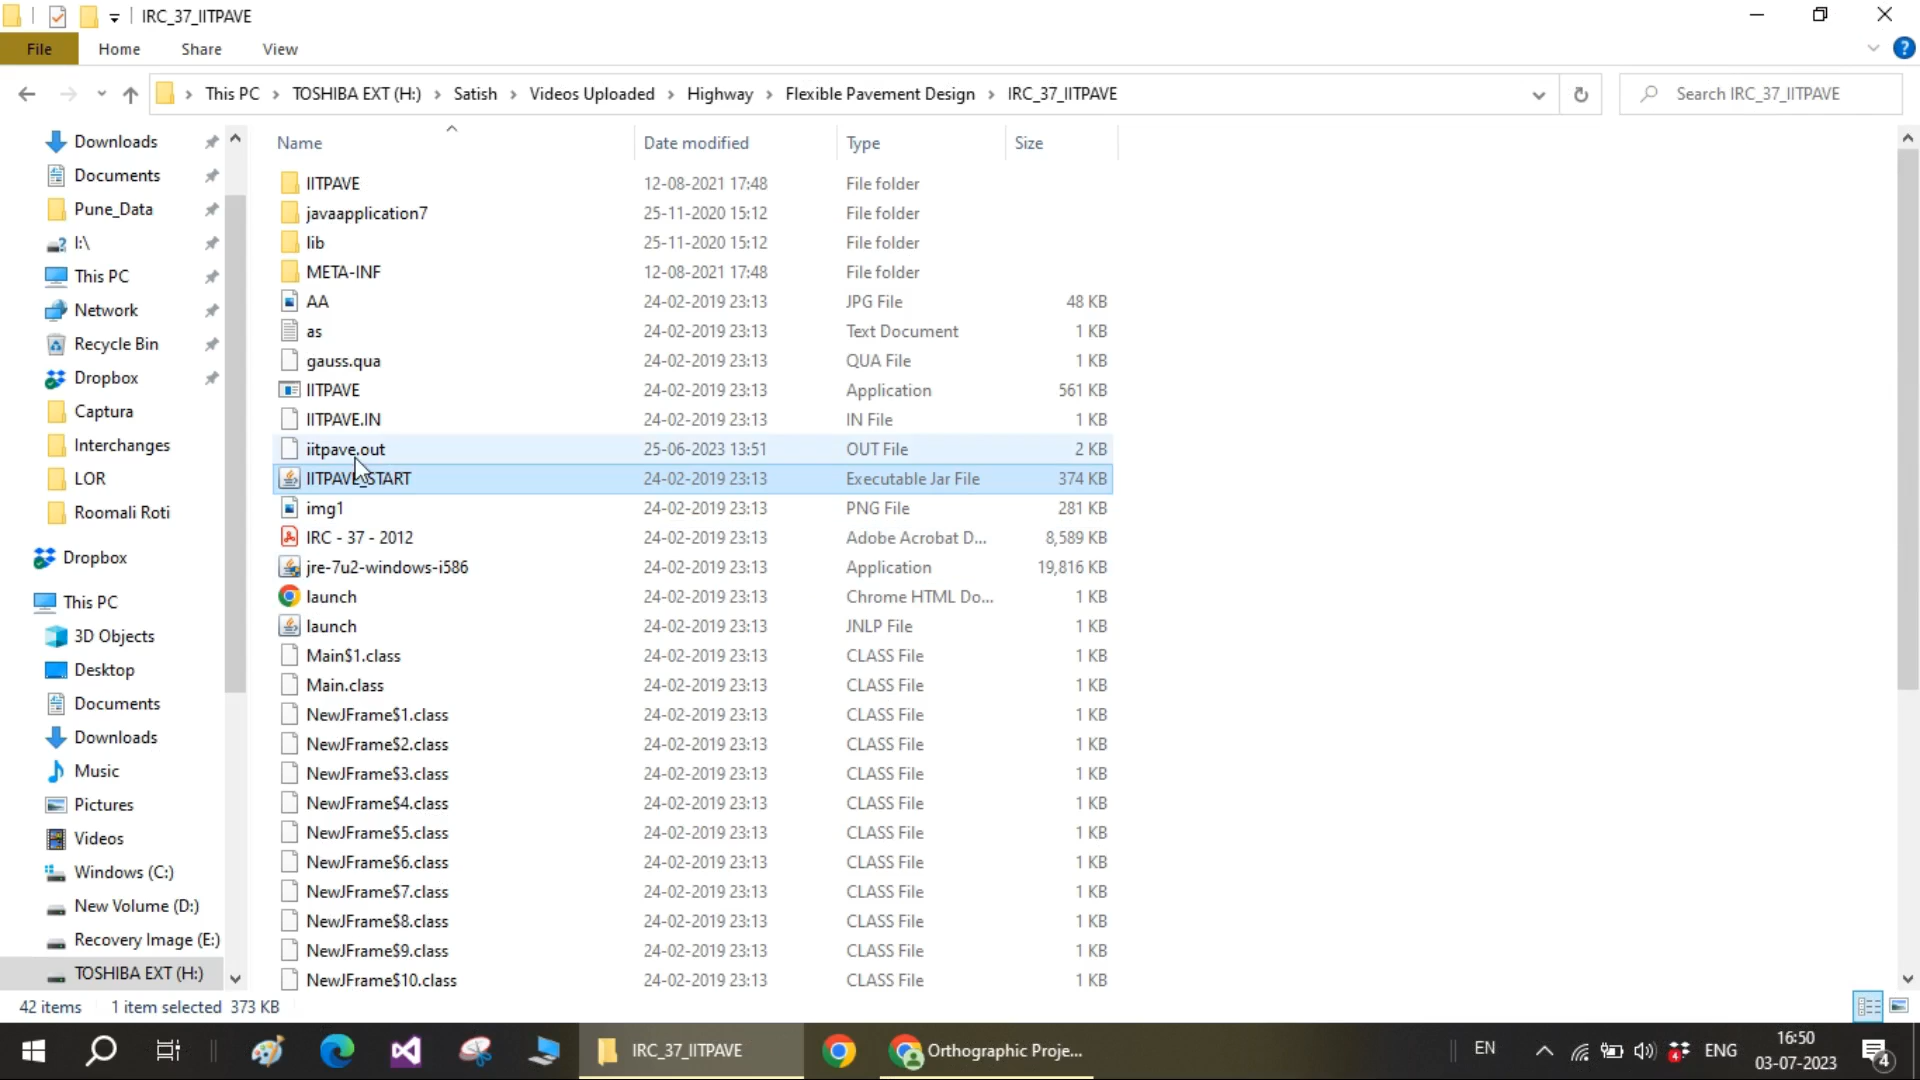 IRC_37_IITPAVE
File Home Share View
This PC TOSHIBA EXT (H:) Satish Videos Uploaded Highway Flexible Pavement Design IRC_37_IITPAVE
Search IRC_37_IITPAVE
Downloads
Documents
Pune_Data
I:\
This PC
Network
Recycle Bin
Dropbox
Captura
Interchanges
LOR
Roomali Roti
Dropbox
This PC
3D Objects
Desktop
Documents
Downloads
Music
Pictures
Videos
Windows (C:)
New Volume (D:)
Recovery Image (E:)
TOSHIBA EXT (H:)
Name Date modified Type Size
IITPAVE 12-08-2021 17:48 File folder
javaapplication7 25-11-2020 15:12 File folder
lib 25-11-2020 15:12 File folder
META-INF 12-08-2021 17:48 File folder
AA 24-02-2019 23:13 JPG File 48 KB
as 24-02-2019 23:13 Text Document 1 KB
gauss.qua 24-02-2019 23:13 QUA File 1 KB
IITPAVE 24-02-2019 23:13 Application 561 KB
IITPAVE.IN 24-02-2019 23:13 IN File 1 KB
iitpave.out 25-06-2023 13:51 OUT File 2 KB
IITPAVE_START 24-02-2019 23:13 Executable Jar File 374 KB
img1 24-02-2019 23:13 PNG File 281 KB
IRC - 37 - 2012 24-02-2019 23:13 Adobe Acrobat D... 8,589 KB
jre-7u2-windows-i586 24-02-2019 23:13 Application 19,816 KB
launch 24-02-2019 23:13 Chrome HTML Do... 1 KB
launch 24-02-2019 23:13 JNLP File 1 KB
Main$1.class 24-02-2019 23:13 CLASS File 1 KB
Main.class 24-02-2019 23:13 CLASS File 1 KB
NewJFrame$1.class 24-02-2019 23:13 CLASS File 1 KB
NewJFrame$2.class 24-02-2019 23:13 CLASS File 1 KB
NewJFrame$3.class 24-02-2019 23:13 CLASS File 1 KB
NewJFrame$4.class 24-02-2019 23:13 CLASS File 1 KB
NewJFrame$5.class 24-02-2019 23:13 CLASS File 1 KB
NewJFrame$6.class 24-02-2019 23:13 CLASS File 1 KB
NewJFrame$7.class 24-02-2019 23:13 CLASS File 1 KB
NewJFrame$8.class 24-02-2019 23:13 CLASS File 1 KB
NewJFrame$9.class 24-02-2019 23:13 CLASS File 1 KB
NewJFrame$10.class 24-02-2019 23:13 CLASS File 1 KB
42 items 1 item selected 373 KB
IRC_37_IITPAVE
Orthographic Proje...
EN
4
ENG
16:50
03-07-2023
4